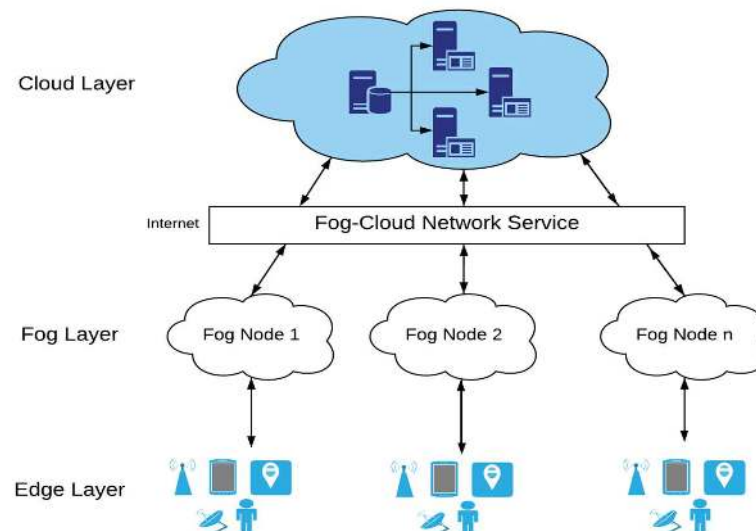 Cloud Layer
Internet
Fog-Cloud Network Service
Fog Layer
Fog Node 1
Fog Node 2
Fog Node n
Edge Layer